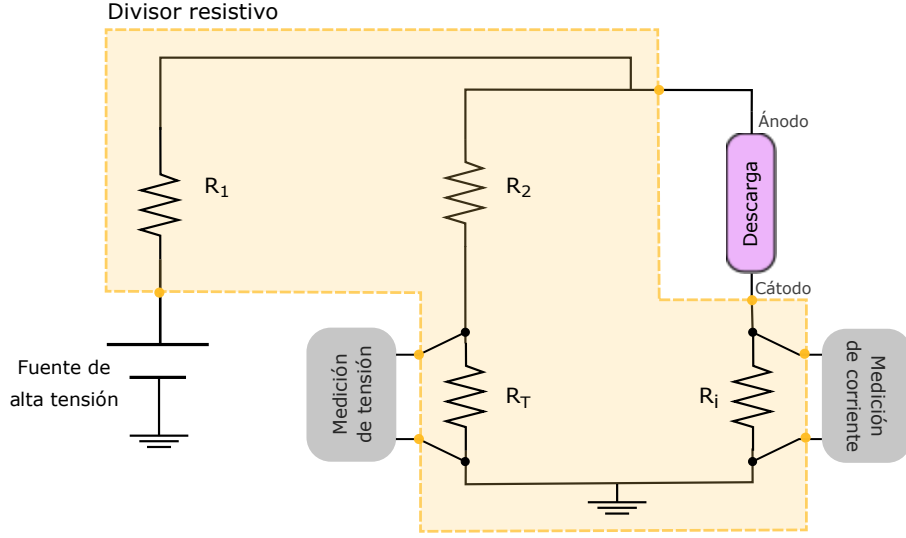 Divisor resistivo
R1
R2
Ánodo
Descarga
Cátodo
Fuente de
alta tensión
Medición
de tensión
RT
Ri
Medición
de corriente